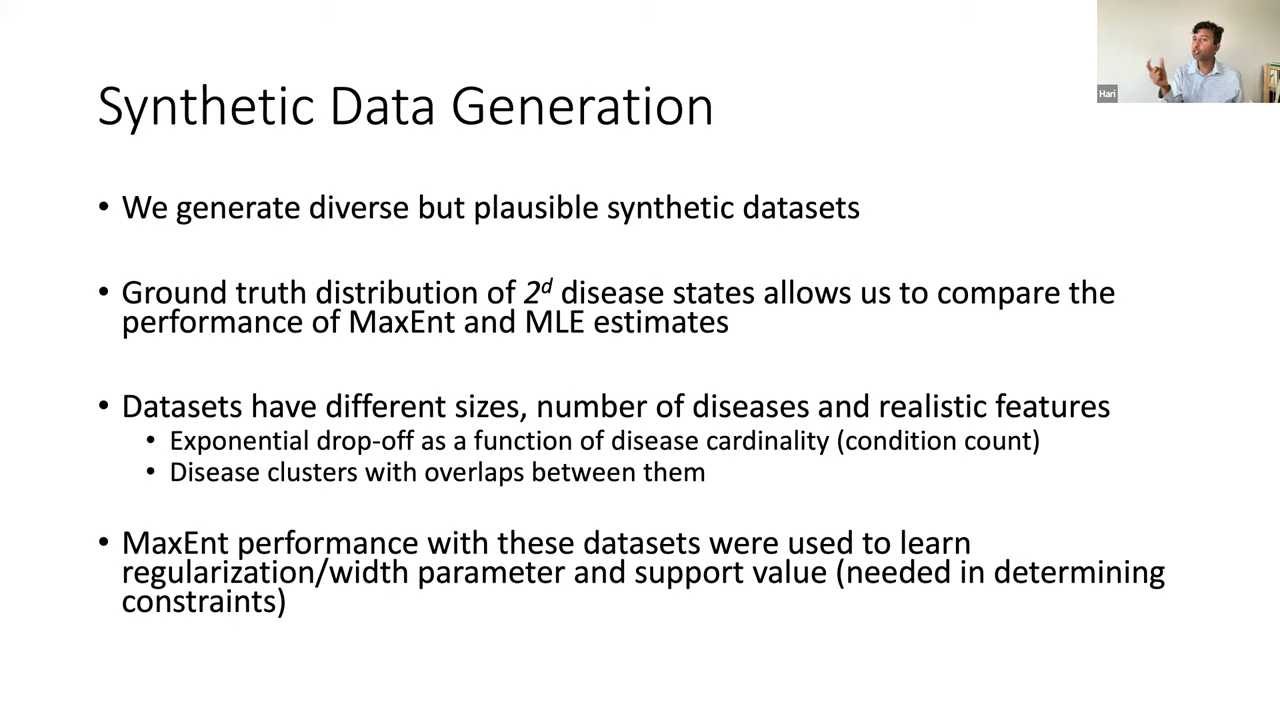 Hari
Synthetic Data Generation
• We generate diverse but plausible synthetic datasets
• Ground truth distribution of 2ᵈ disease states allows us to compare the
performance of MaxEnt and MLE estimates
• Datasets have different sizes, number of diseases and realistic features
• Exponential drop-off as a function of disease cardinality (condition count)
• Disease clusters with overlaps between them
• MaxEnt performance with these datasets were used to learn
regularization/width parameter and support value (needed in determining
constraints)